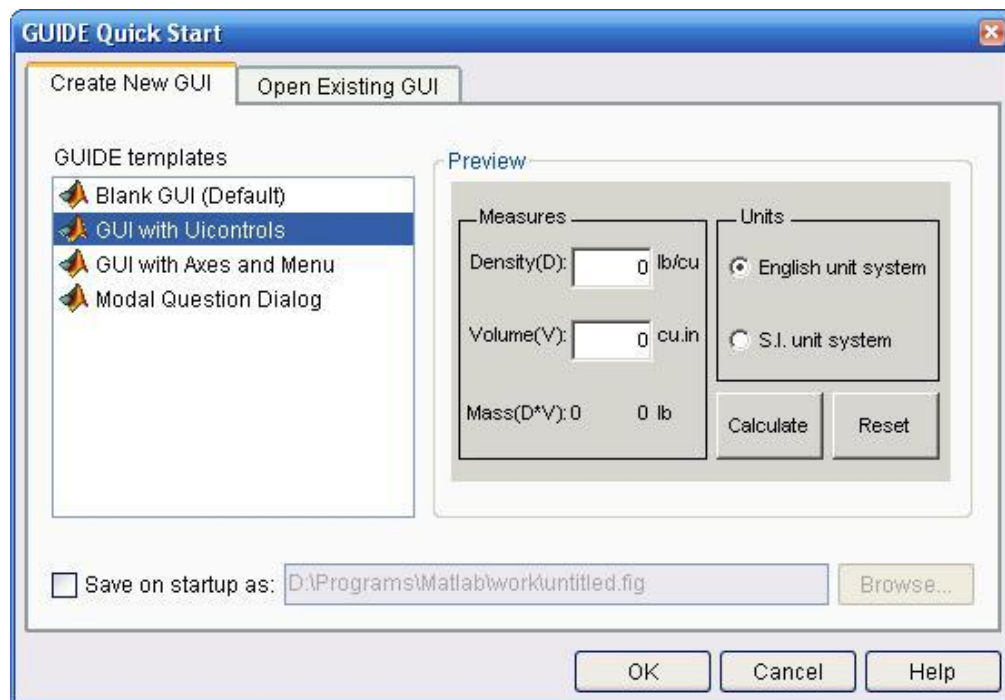 GUIDE Quick Start
Create New GUI
Open Existing GUI
GUIDE templates
Blank GUI (Default)
GUI with Uicontrols
GUI with Axes and Menu
Modal Question Dialog
Preview
Measures
Density(D): 0 lb/cu
Volume(V): 0 cu.in
Mass(D*V): 0 0 lb
Units
English unit system
S.I. unit system
Calculate
Reset
Save on startup as: D:\Programs\Matlab\work\untitled.fig Browse...
OK
Cancel
Help